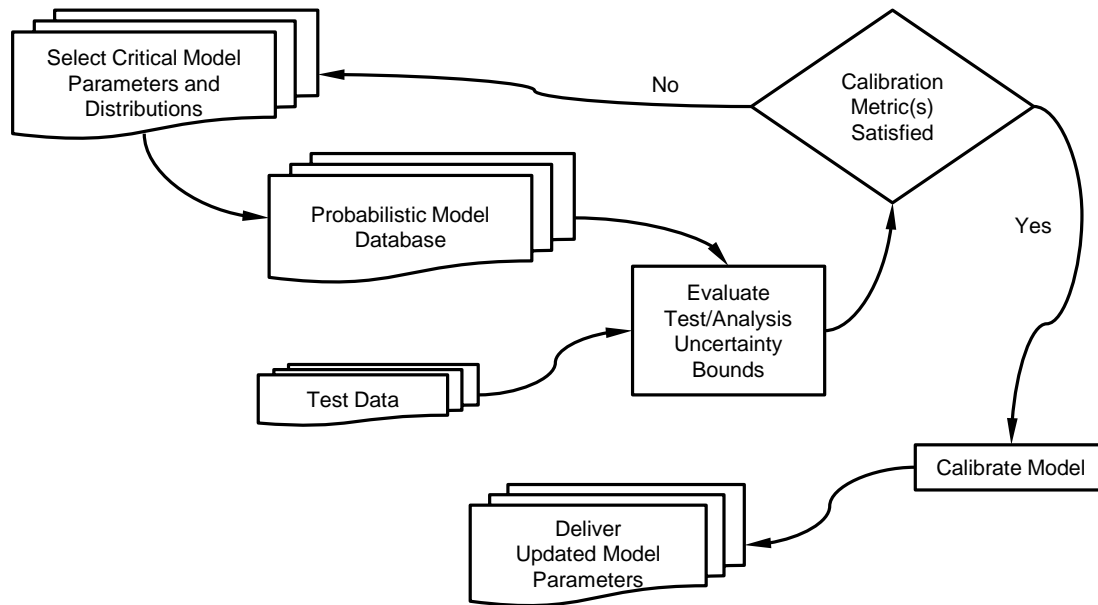 Select Critical Model
Parameters and
Distributions
No
Calibration
Metric(s)
Satisfied
Probabilistic Model
Database
Yes
Evaluate
Test/Analysis
Uncertainty
Bounds
Test Data
Calibrate Model
Deliver
Updated Model
Parameters